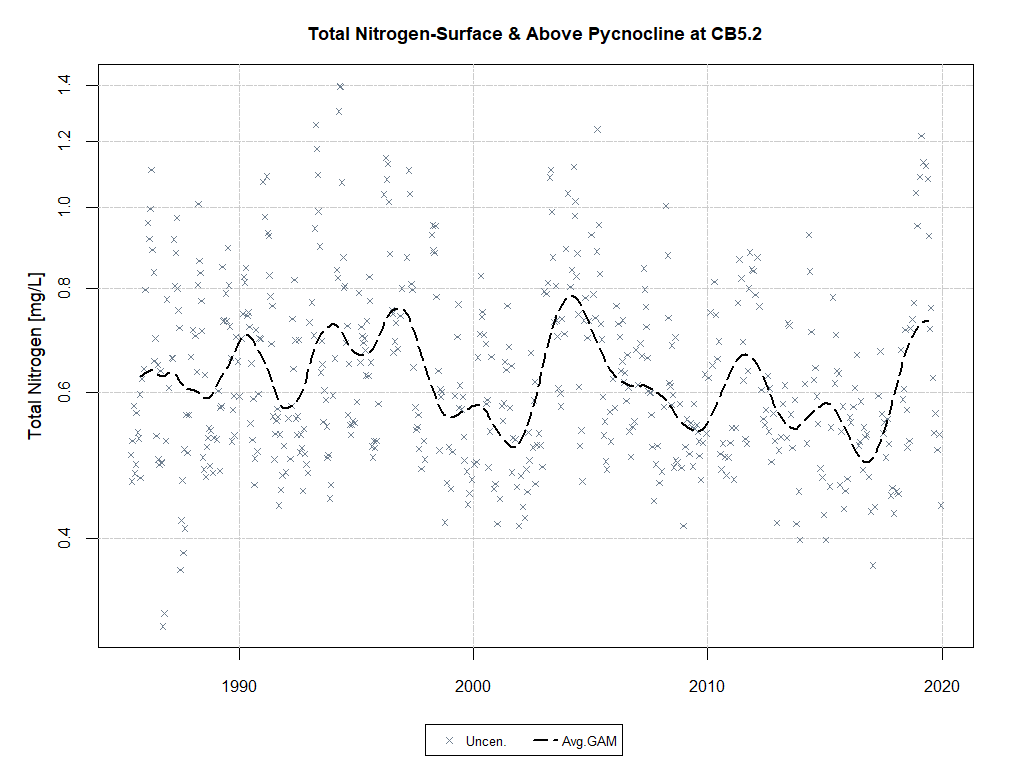 Total Nitrogen-Surface & Above Pycnocline at CB5.2
Total Nitrogen [mg/L]
1.4
1.2
1.0
0.8
0.6
0.4
1990 2000 2010 2020
Uncen. Avg.GAM